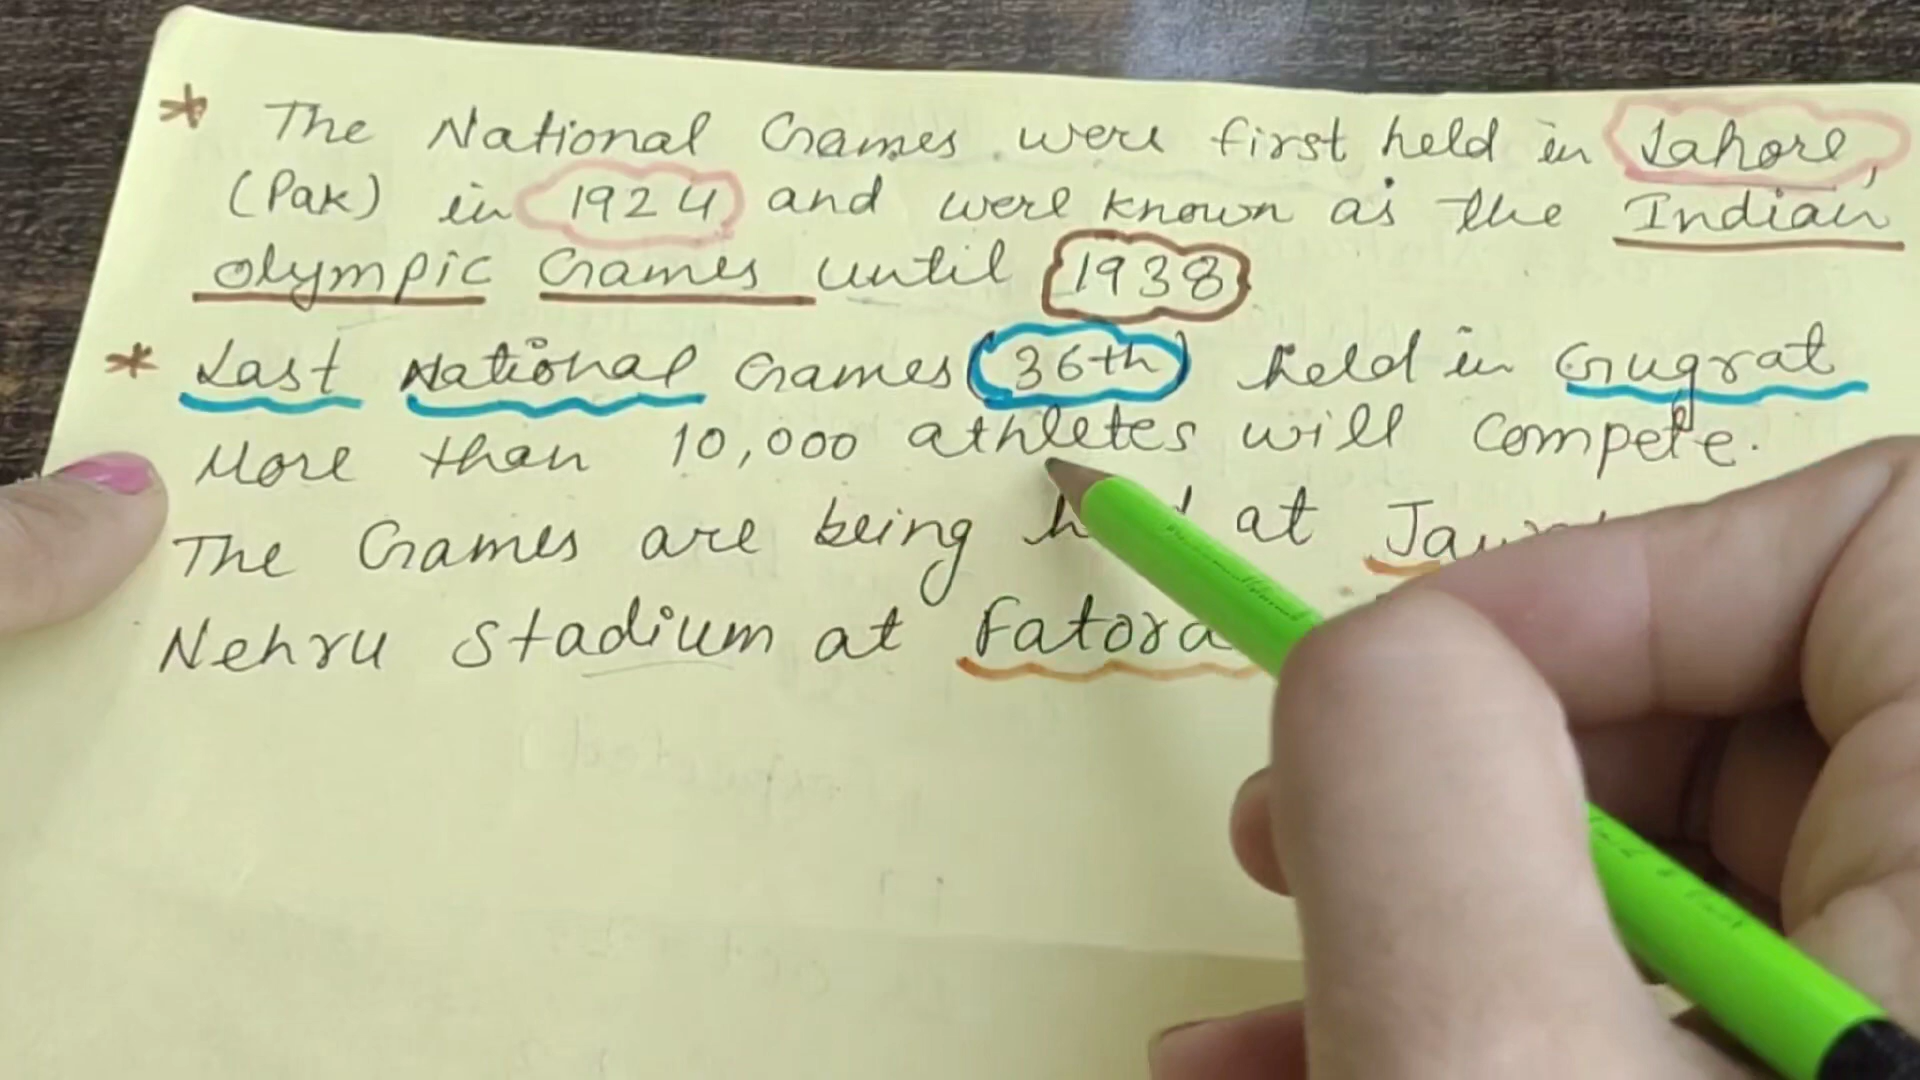 * The National Games were first held in Lahore,
(Pak) in 1924 and were known as the Indian
olympic Games until 1938
* Last National Games (36th) held in Gugrat
More than 10,000 athletes will compete.
The Games are being at
Nehru Stadium at Fatorda